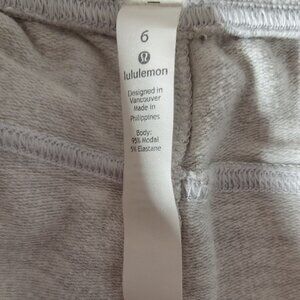 6
lululemon
Designed in
Vancouver
Made in
Philippines
Body:
95% Modal
5% Elastane